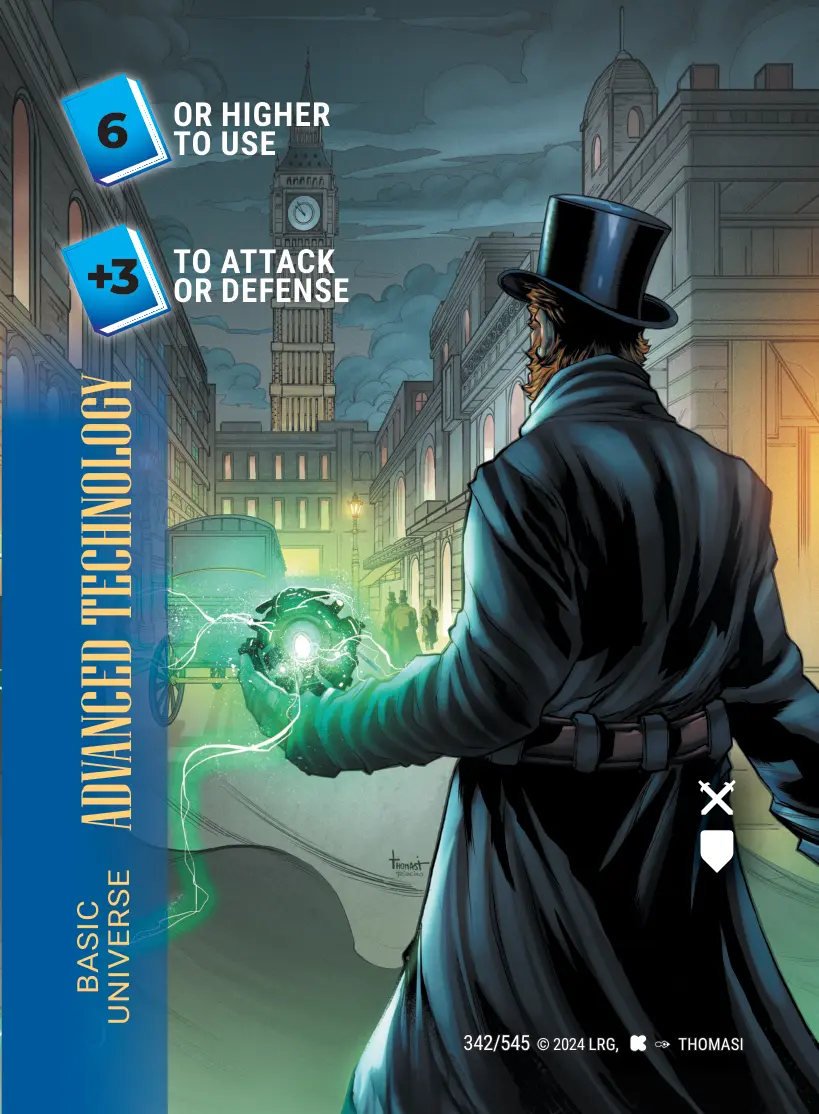 6
OR HIGHER
TO USE
+3
TO ATTACK
OR DEFENSE
ADVANCED TECHNOLOGY
BASIC
UNIVERSE
THOMASI
342/545 © 2024 LRG, THOMASI